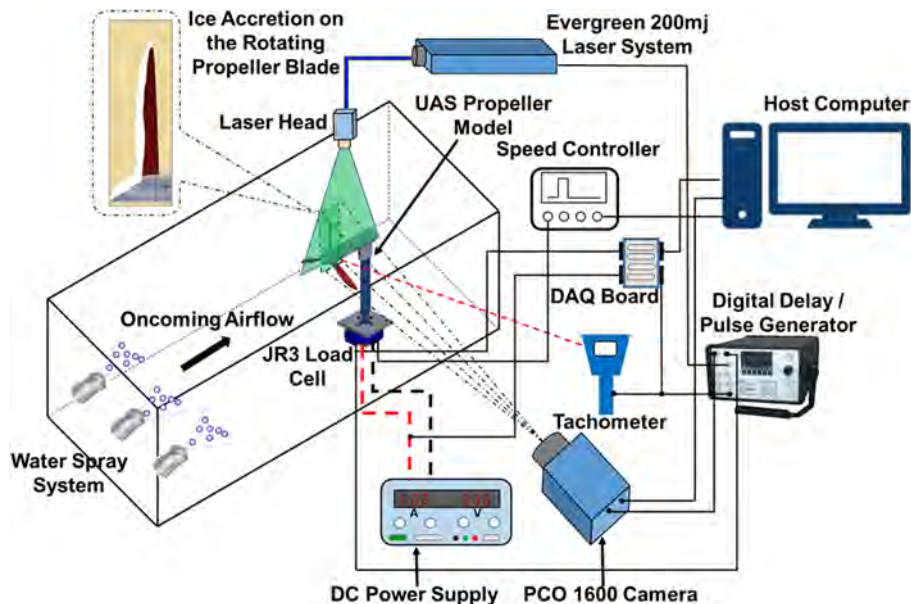 Ice Accretion on
the Rotating
Propeller Blade
Evergreen 200mj
Laser System
Laser Head
UAS Propeller
Model
Host Computer
Speed Controller
DAQ Board
Digital Delay /
Pulse Generator
Oncoming Airflow
JR3 Load
Cell
Tachometer
Water Spray
System
A
V
DC Power Supply
PCO 1600 Camera